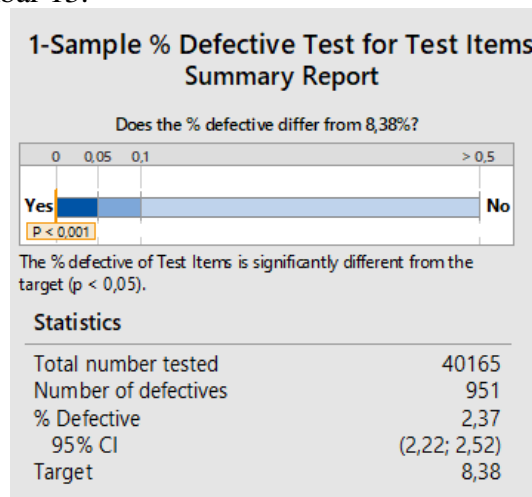 1-Sample % Defective Test for Test Items
Summary Report
Does the % defective differ from 8,38%?
0 0,05 0,1 > 0,5
Yes No
P < 0,001
The % defective of Test Items is significantly different from the
target (p < 0,05).
Statistics
Total number tested 40165
Number of defectives 951
% Defective 2,37
95% CI (2,22; 2,52)
Target 8,38